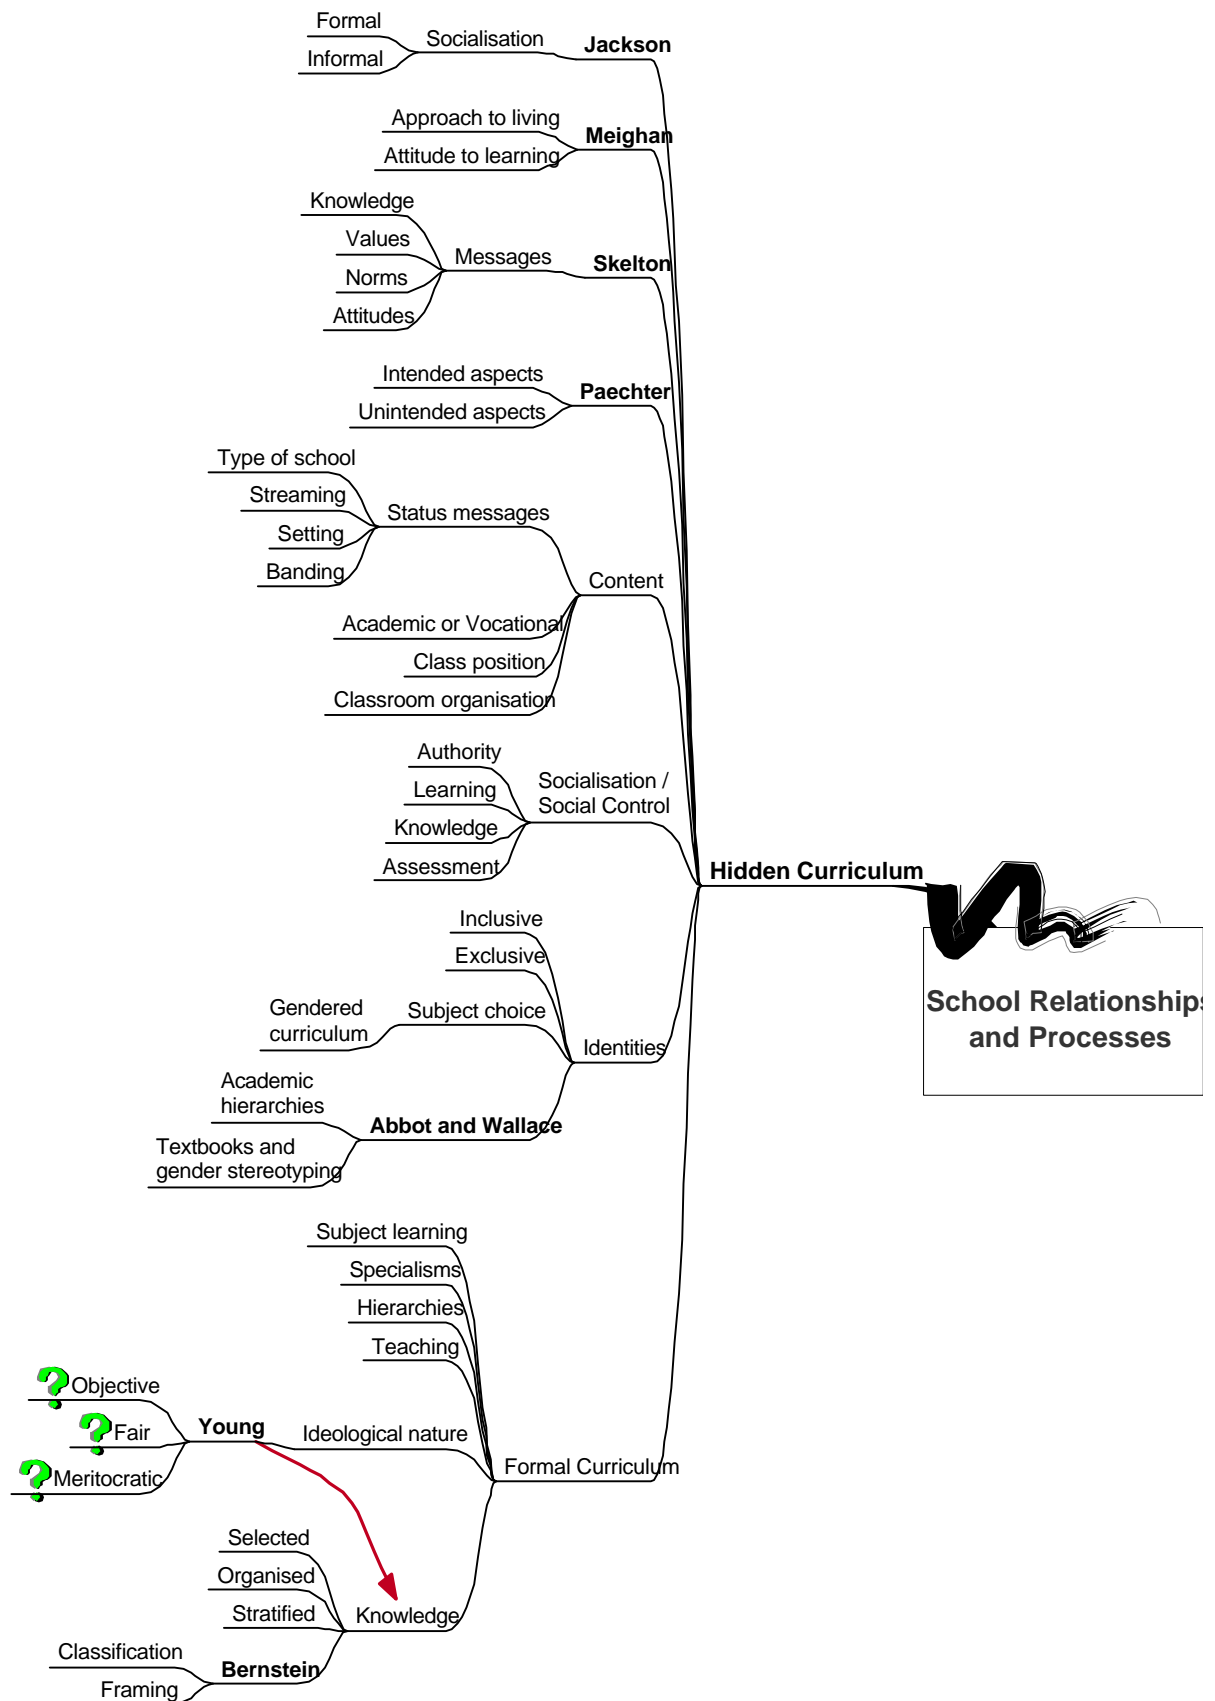 Formal
Socialisation
Jackson
Informal
Approach to living
Meighan
Attitude to learning
Knowledge
Values
Messages
Skelton
Norms
Attitudes
Intended aspects
Paechter
Unintended aspects
Type of school
Streaming
Status messages
Setting
Banding
Content
Academic or Vocational
Class position
Classroom organisation
Authority
Learning
Socialisation /
Social Control
Knowledge
Assessment
Hidden Curriculum
Inclusive
Exclusive
Gendered
curriculum
Subject choice
Identities
School Relationships
and Processes
Academic
hierarchies
Abbot and Wallace
Textbooks and
gender stereotyping
Subject learning
Specialisms
Hierarchies
Teaching
? Objective
? Fair
Young
Ideological nature
? Meritocratic
Formal Curriculum
Selected
Organised
Stratified
Knowledge
Classification
Bernstein
Framing